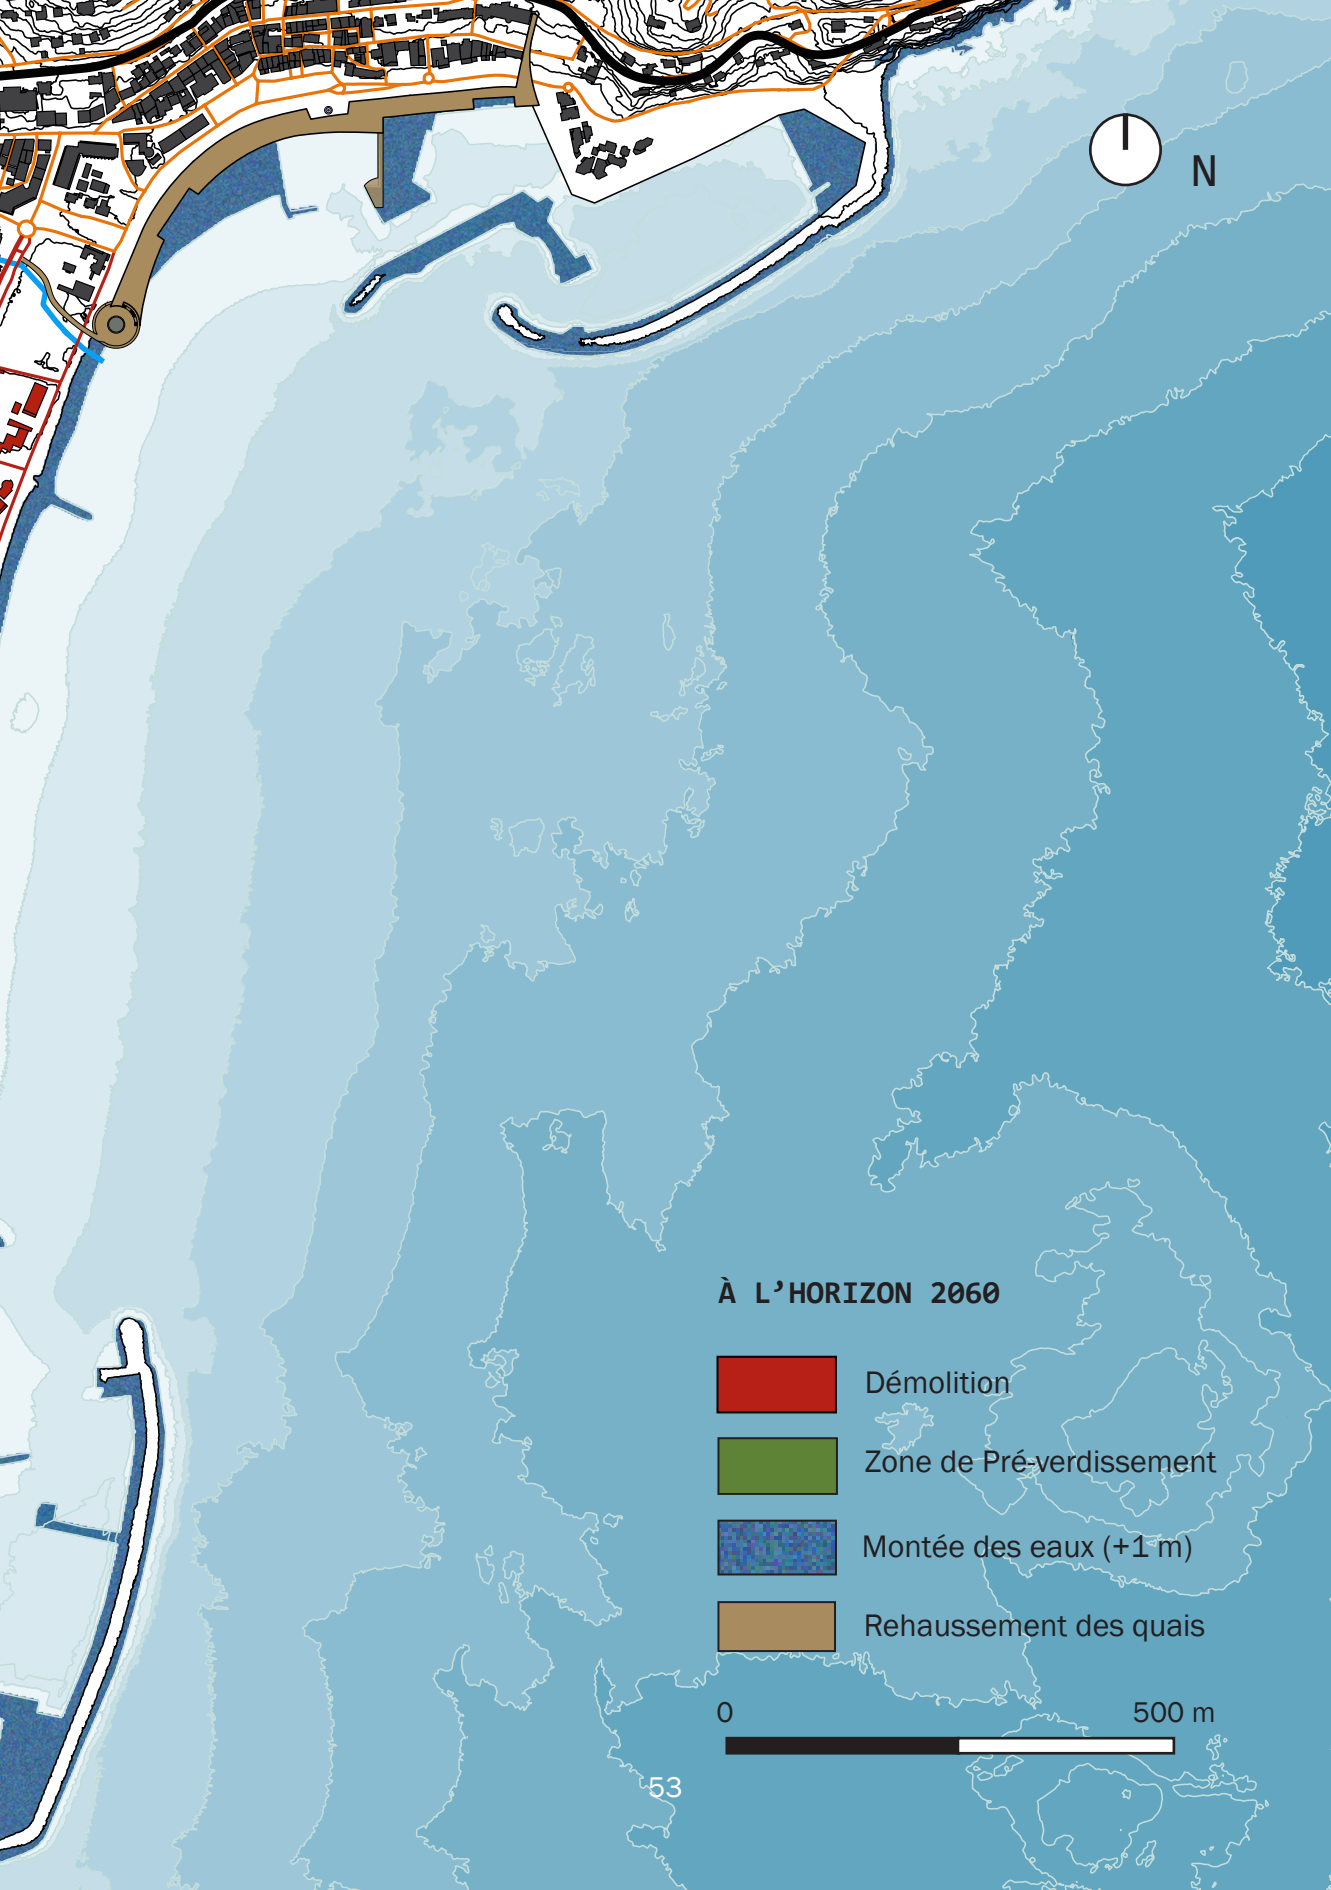 N
À L’HORIZON 2060
Démolition
Zone de Pré-verdissement
Montée des eaux (+1 m)
Rehaussement des quais
0 500 m
53